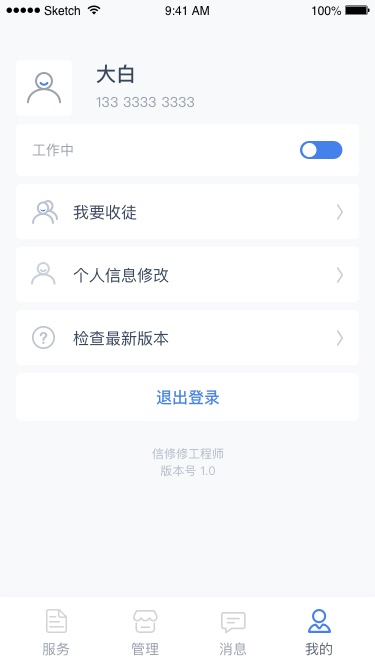 Sketch 9:41 AM 100%
大白
133 3333 3333
工作中
我要收徒
个人信息修改
检查最新版本
退出登录
信修修工程师
版本号 1.0
服务 管理 消息 我的